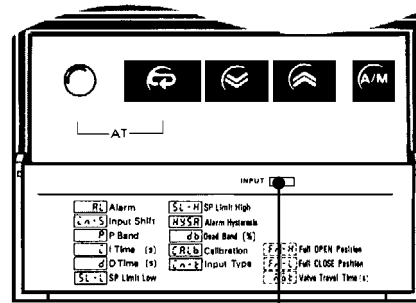 A/M
AT
INPUT
AL Alarm
in-S Input Shift
P P Band
i I Time (s)
d D Time (s)
SL-L SP Limit Low
SL-H SP Limit High
HYSA Alarm Hysteresis
db Dead Band (%)
CALb Calibration
in-t Input Type
Full OPEN Position
Full CLOSE Position
Valve Travel Time(s)